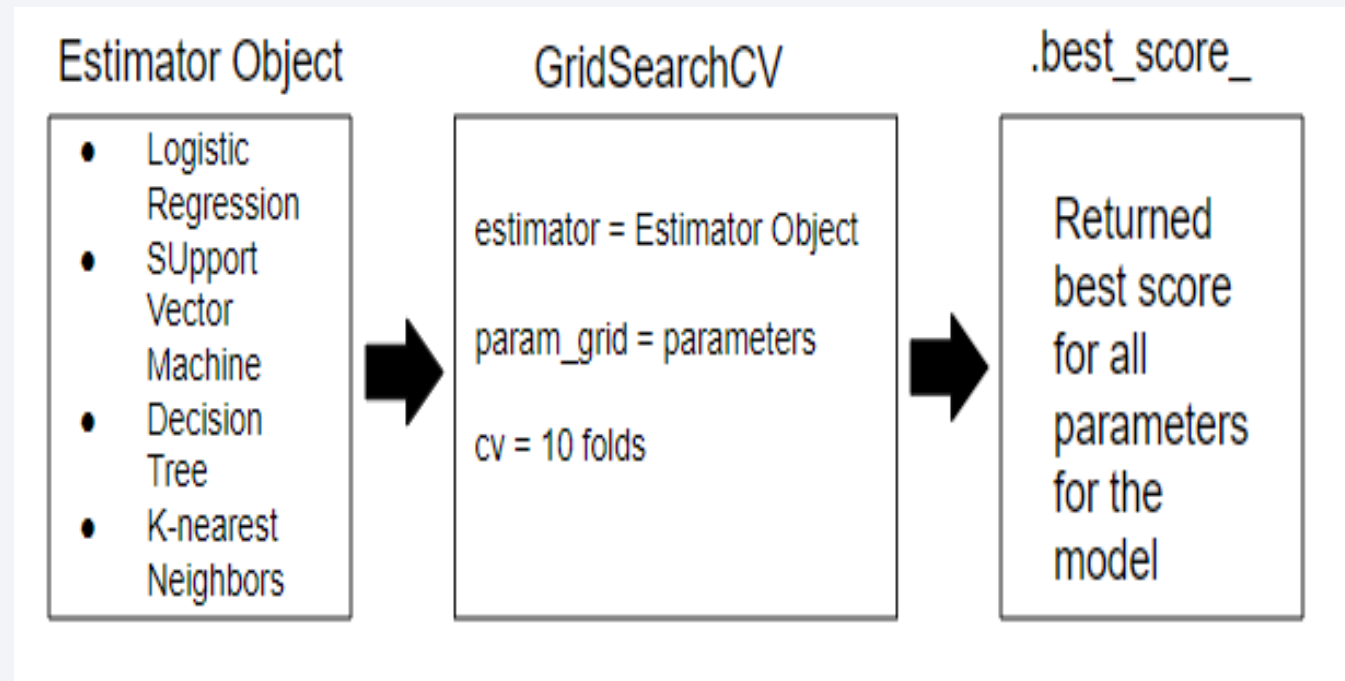 Estimator Object
● Logistic
Regression
● SUpport
Vector
Machine
● Decision
Tree
● K-nearest
Neighbors
GridSearchCV
estimator = Estimator Object
param_grid = parameters
cv = 10 folds
.best_score_
Returned
best score
for all
parameters
for the
model